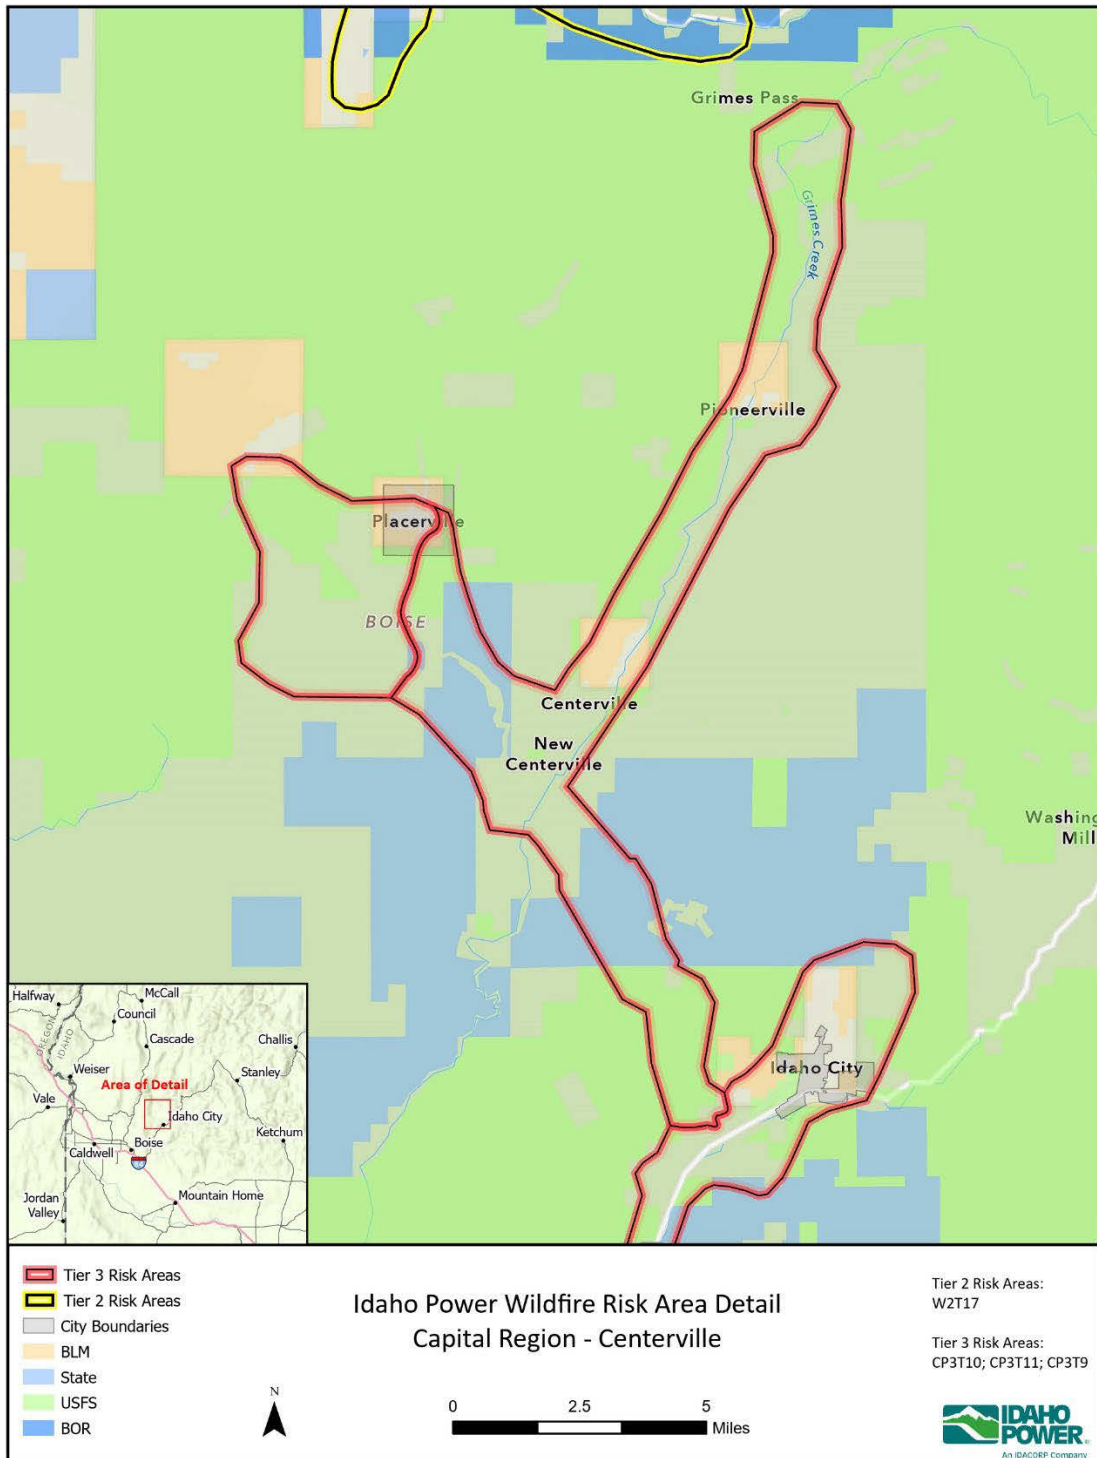 Grimes Pass
Grimes Creek
Pioneerville
Placerville
BOISE
Centerville
New
Centerville
Washing
Mill
Idaho City
Halfway
McCall
Council
Cascade
OREGON
IDAHO
Challis
Weiser
Stanley
Area of Detail
Vale
Idaho City
Ketchum
Boise
Caldwell
Mountain Home
Jordan
Valley
Tier 3 Risk Areas
Tier 2 Risk Areas
City Boundaries
BLM
State
USFS
BOR
Idaho Power Wildfire Risk Area Detail
Capital Region - Centerville
N
0 2.5 5
Miles
Tier 2 Risk Areas:
W2T17
Tier 3 Risk Areas:
CP3T10; CP3T11; CP3T9
IDAHO
POWER®
An IDACORP Company